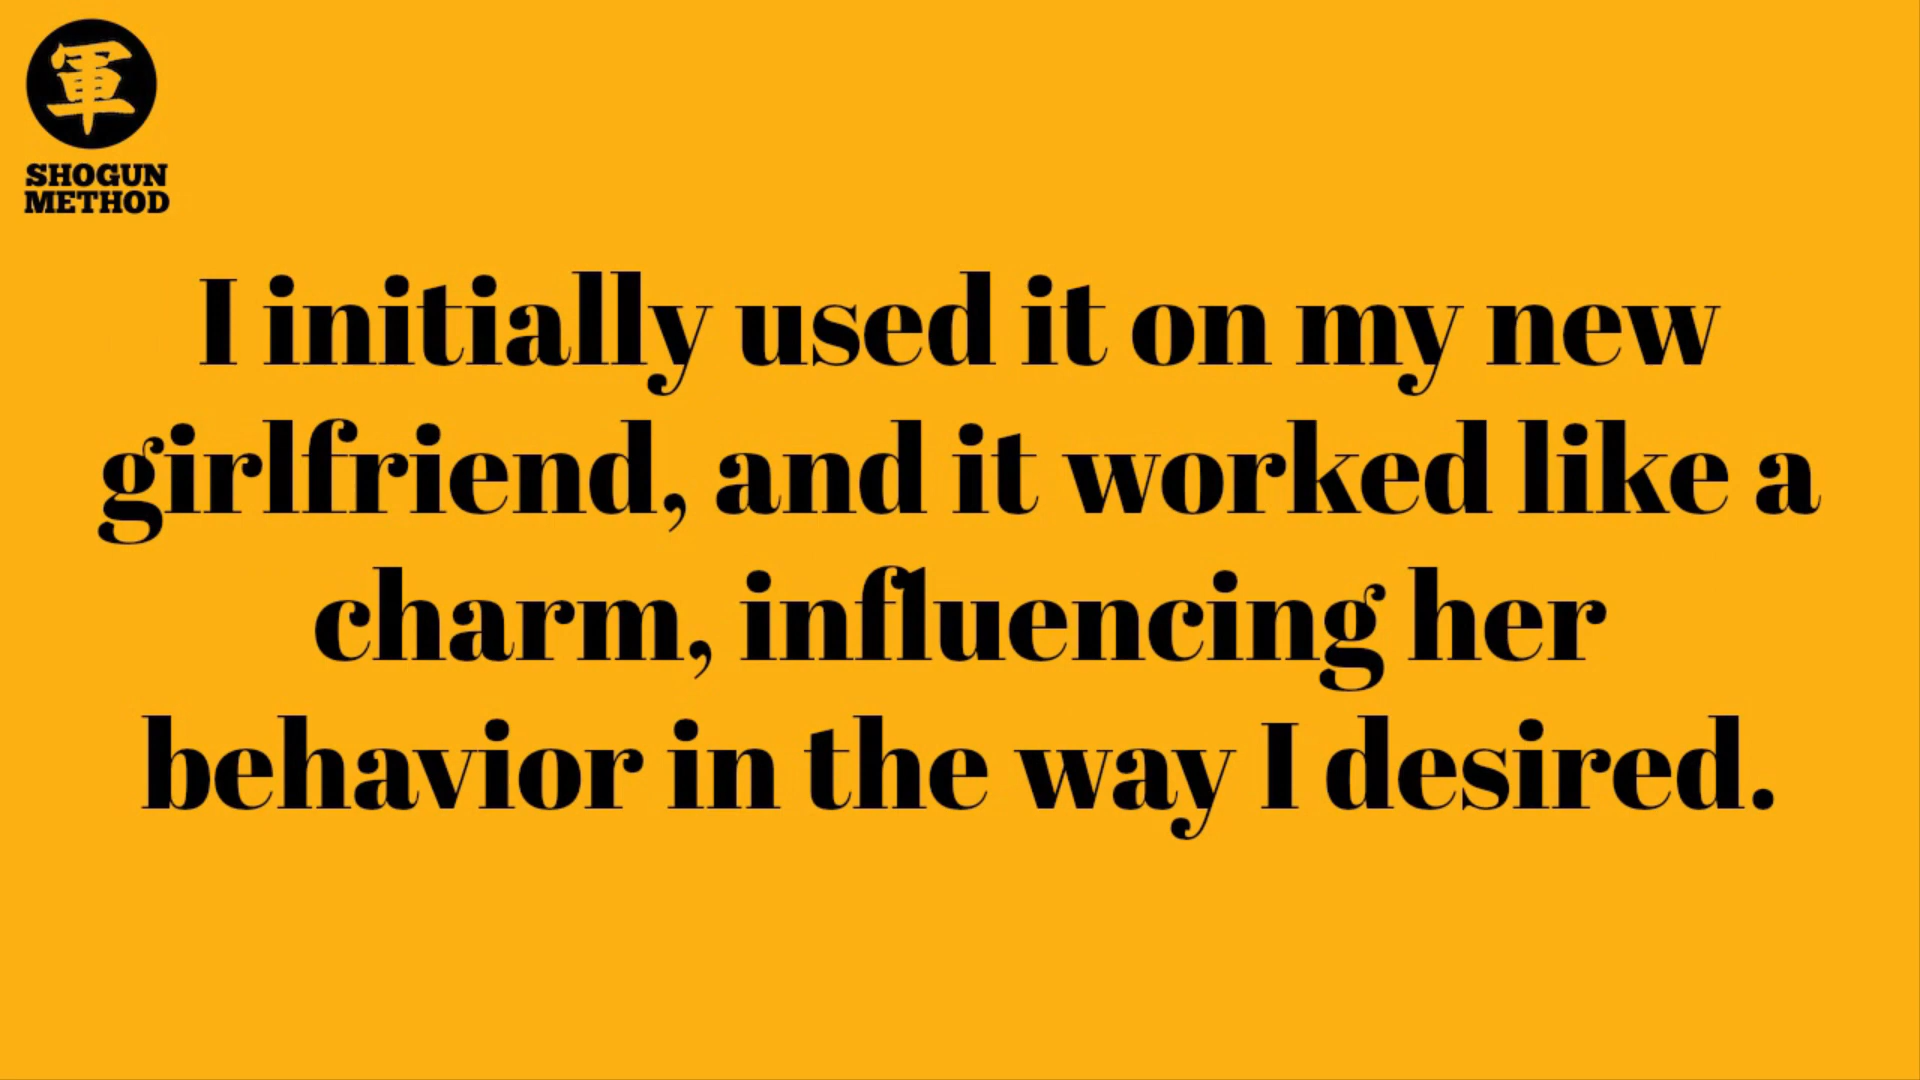 軍
SHOGUN
METHOD
I initially used it on my new
girlfriend, and it worked like a
charm, influencing her
behavior in the way I desired.